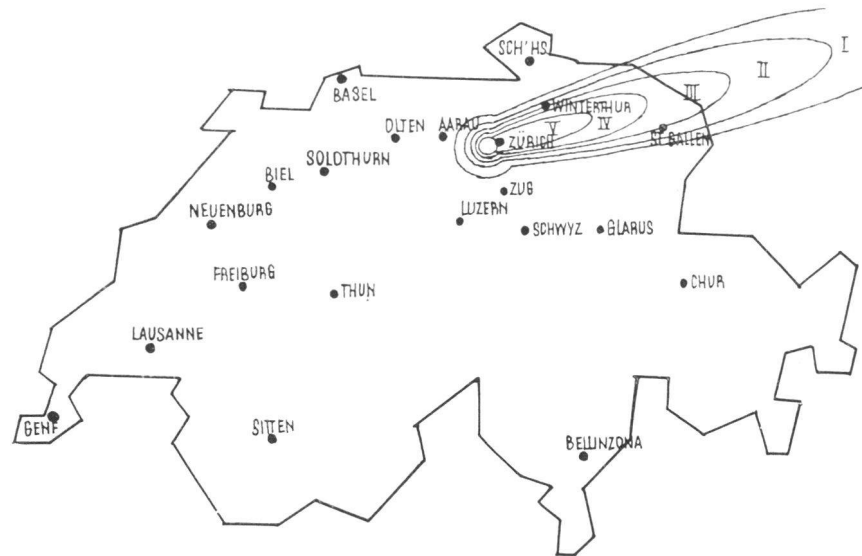 SCH'HS.
I
II
BASEL
III
WINTERTHUR
IV
V
OLTEN
AARAU
ZÜRICH
ST.GALLEN
SOLOTHURN
BIEL
ZUG
NEUENBURG
LUZERN
SCHWYZ
GLARUS
FREIBURG
THUN
CHUR
LAUSANNE
GENF
SITTEN
BELLINZONA